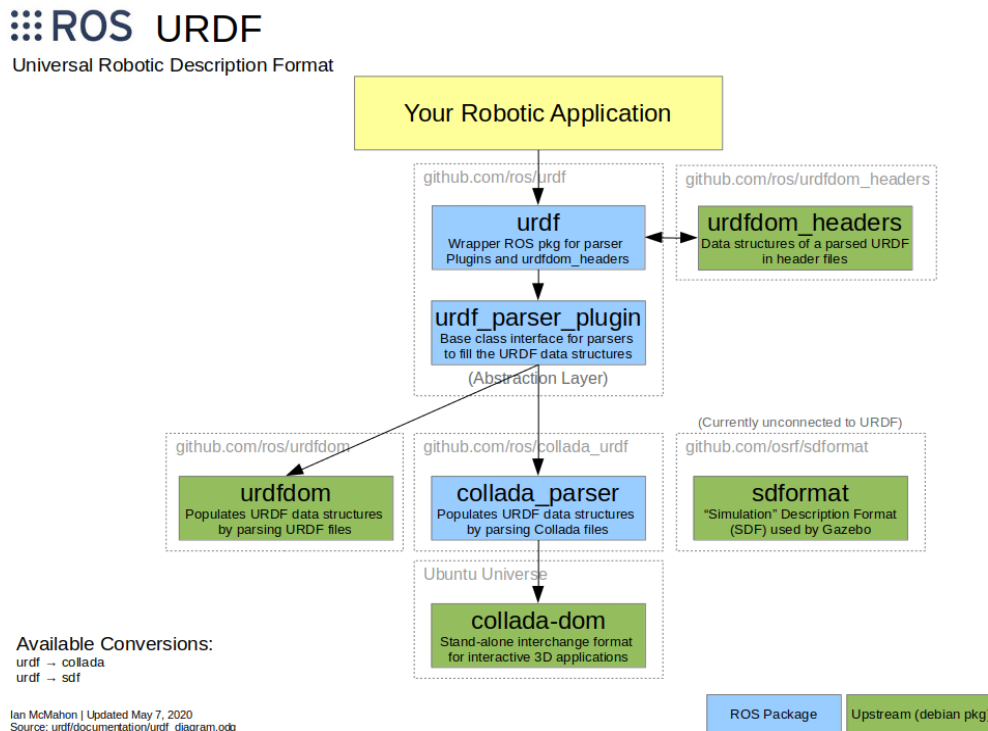 ROS URDF
Universal Robotic Description Format
Your Robotic Application
github.com/ros/urdf
github.com/ros/urdfdom_headers
urdf
Wrapper ROS pkg for parser
Plugins and urdfdom_headers
urdfdom_headers
Data structures of a parsed URDF
in header files
urdf_parser_plugin
Base class interface for parsers
to fill the URDF data structures
(Abstraction Layer)
(Currently unconnected to URDF)
github.com/ros/urdfdom
github.com/ros/collada_urdf
github.com/osrf/sdformat
urdfdom
Populates URDF data structures
by parsing URDF files
collada_parser
Populates URDF data structures
by parsing Collada files
sdformat
“Simulation” Description Format
(SDF) used by Gazebo
Ubuntu Universe
collada-dom
Stand-alone interchange format
for interactive 3D applications
Available Conversions:
urdf → collada
urdf → sdf
Ian McMahon | Updated May 7, 2020
Source: urdf/documentation/urdf_diagram.odg
ROS Package
Upstream (debian pkg)